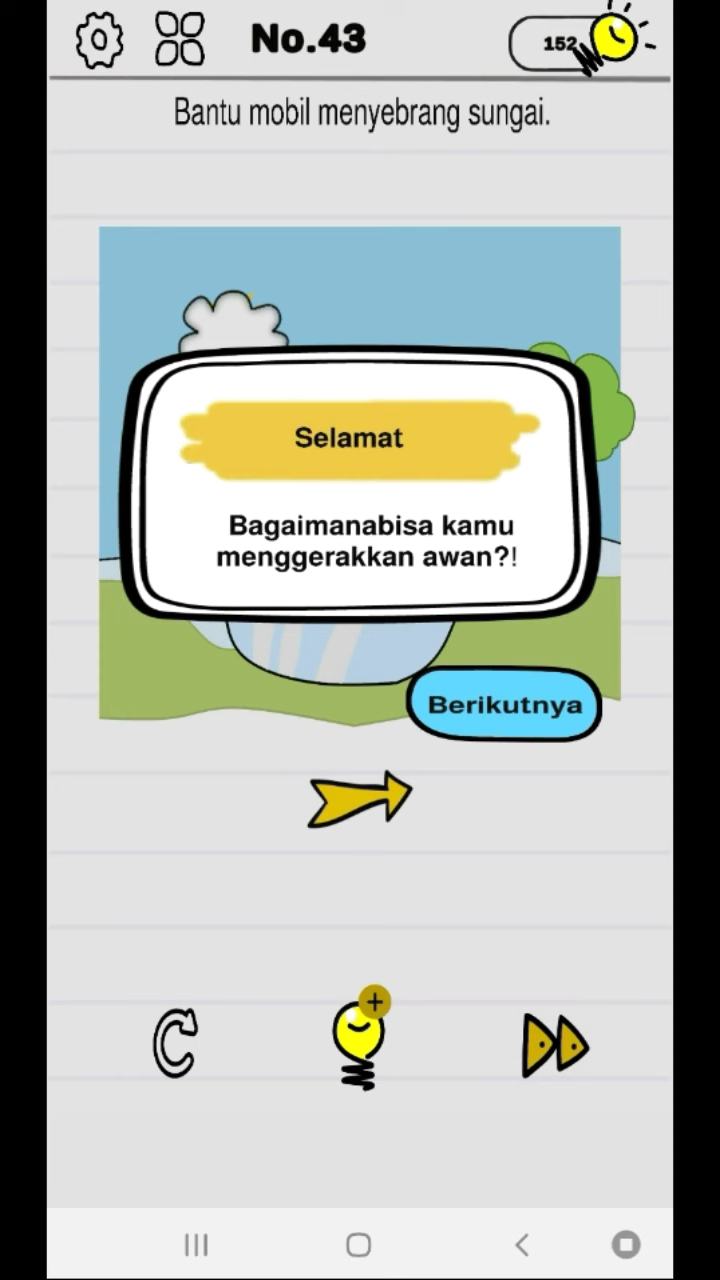 No.43
152
Bantu mobil menyebrang sungai.
Selamat
Bagaimanabisa kamu
menggerakkan awan?!
Berikutnya